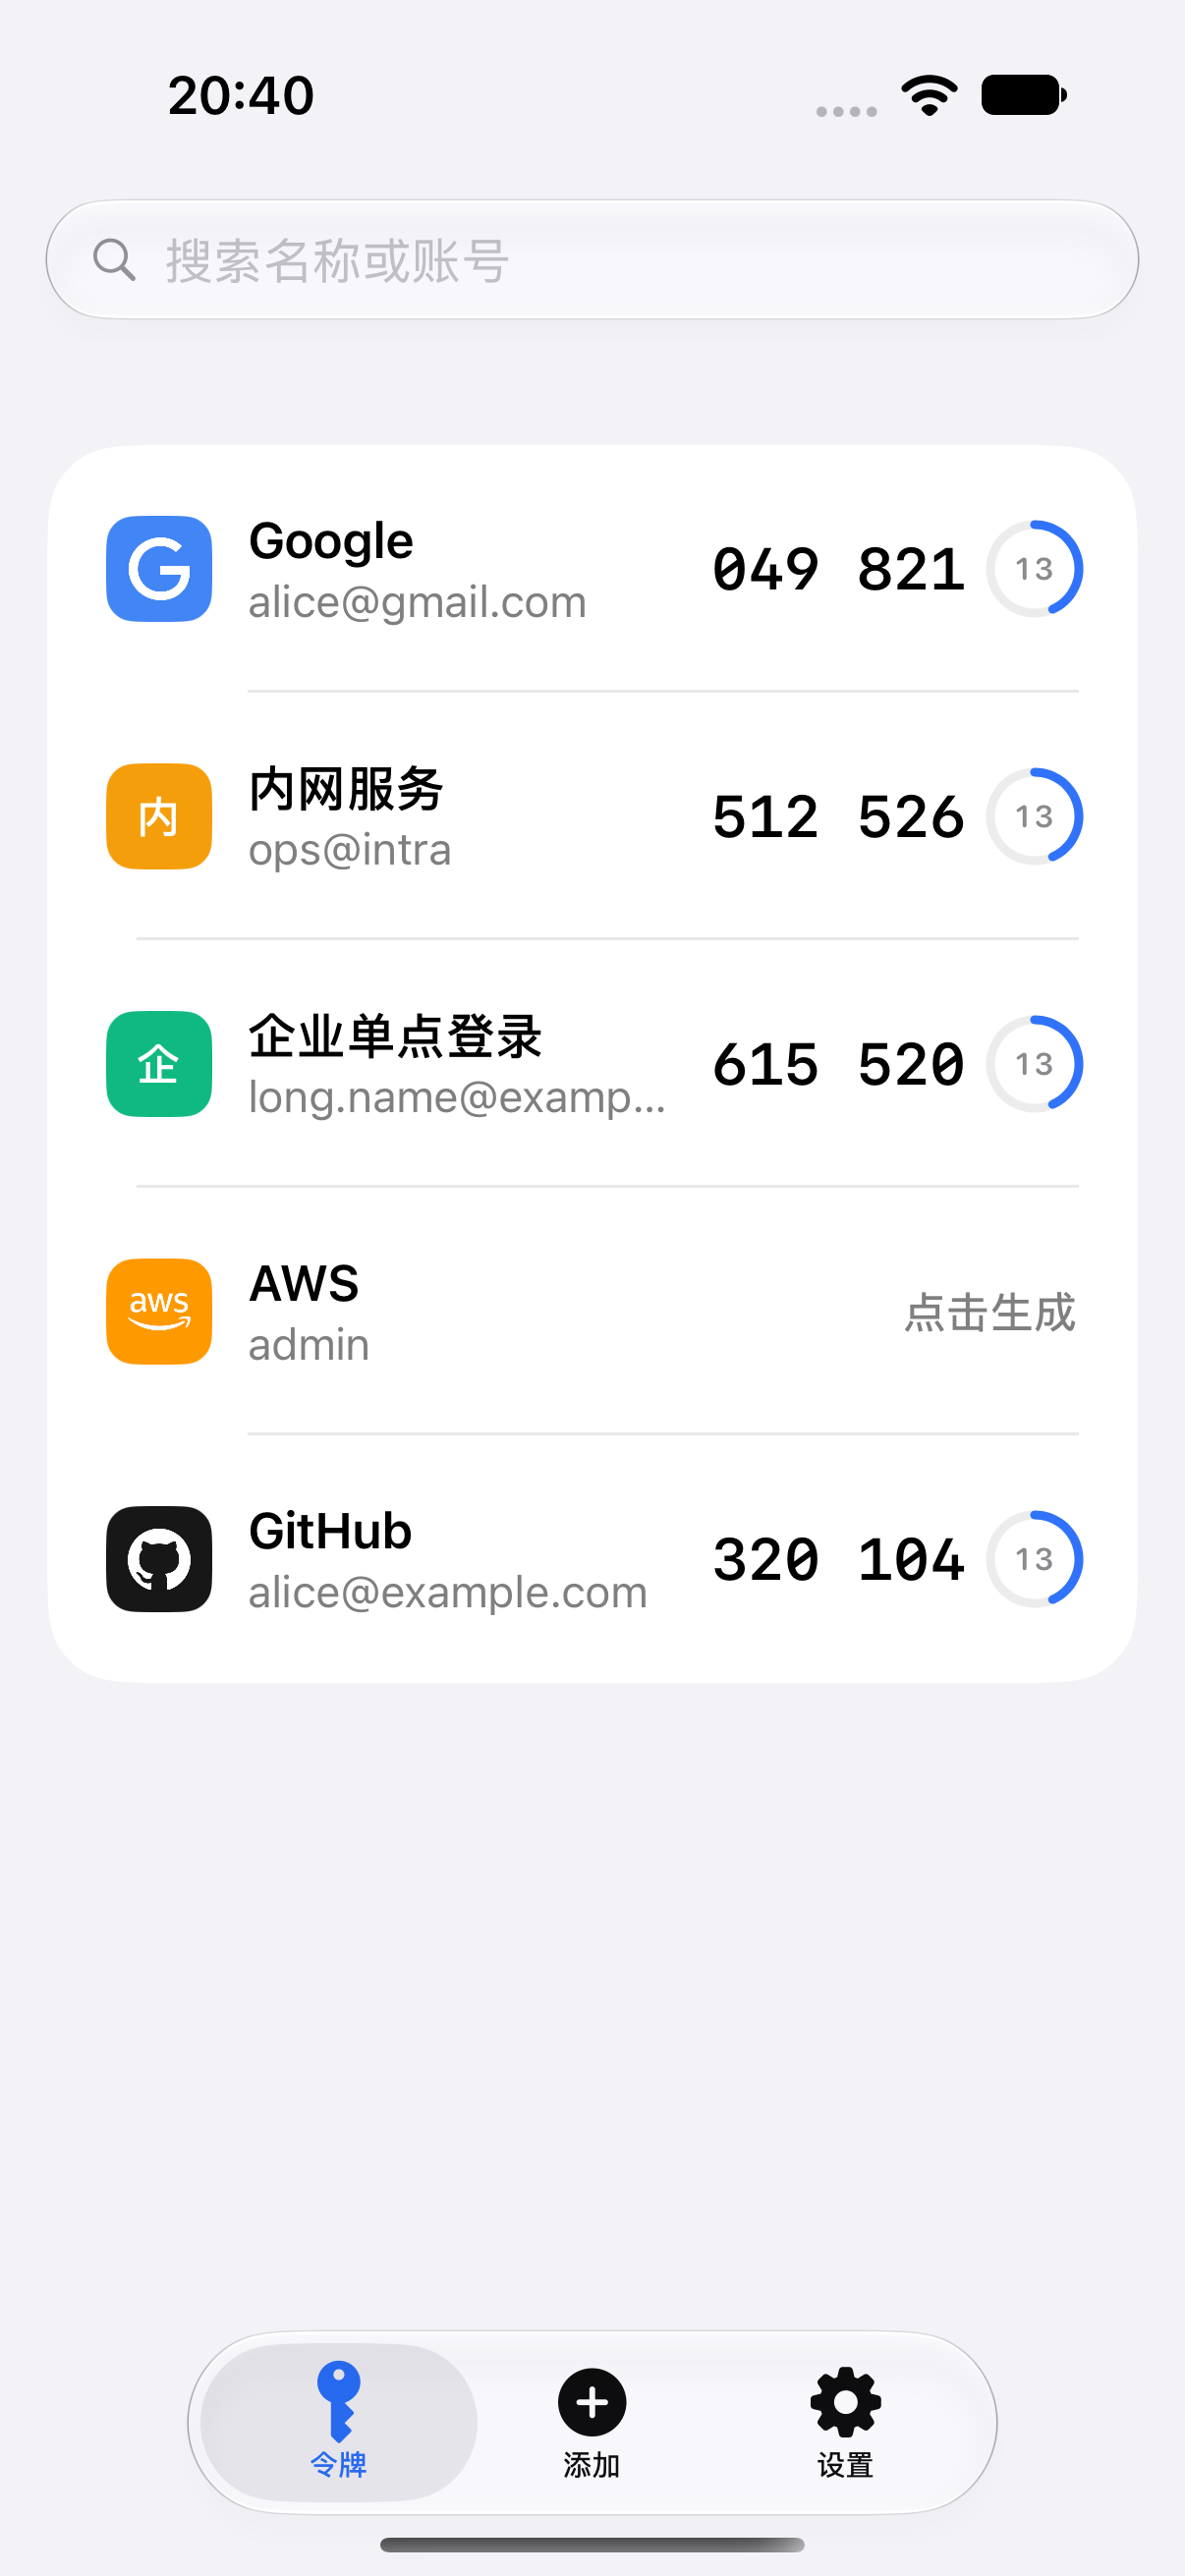 20:40
搜索名称或账号
Google
alice@gmail.com
049 821
13
内
内网服务
ops@intra
512 526
13
企
企业单点登录
long.name@examp...
615 520
13
aws
AWS
admin
点击生成
GitHub
alice@example.com
320 104
13
令牌
添加
设置